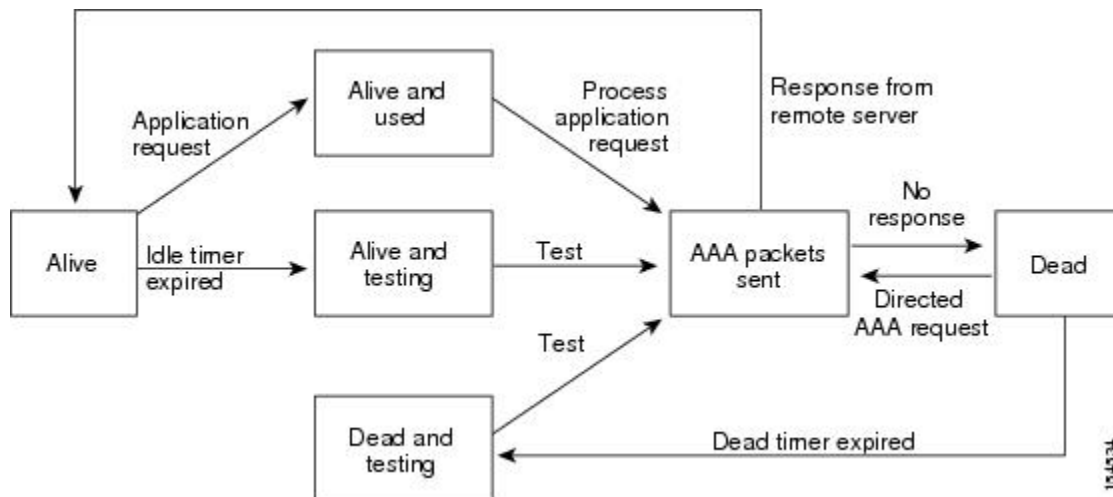 Alive and
used
Application
request
Process
application
request
Response from
remote server
Alive
Idle timer
expired
Alive and
testing
Test
AAA packets
sent
No
response
Dead
Directed
AAA request
Test
Dead and
testing
Dead timer expired